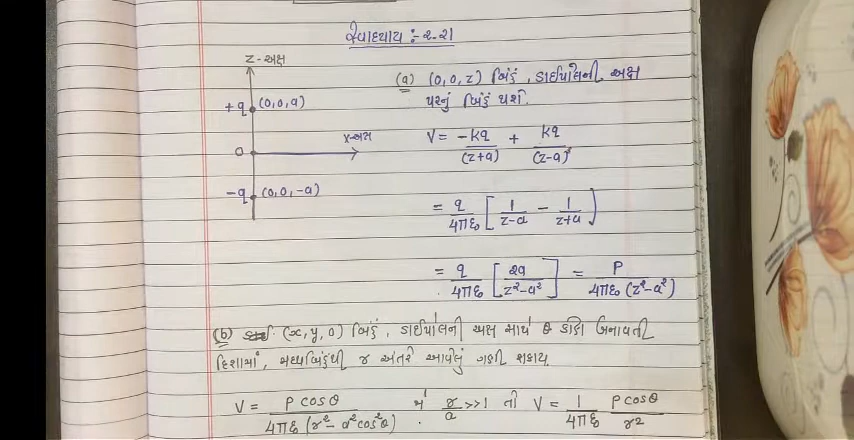 સ્વાધ્યાય :- ૨.૨૧
z-અક્ષ
+q (0,0,a)
x-અક્ષ
0
-q (0,0,-a)
(a) (0,0,z) બિંદુ, ડાઈપોલની અક્ષ
પરનું બિંદુ થશે.
V = -kq/(z+a) + kq/(z-a)
= q/4πε₀ [1/(z-a) - 1/(z+a)]
= q/4πε₀ [2a/(z²-a²)] = P/4πε₀(z²-a²)
(b) (x,y,0) બિંદુ, ડાઈપોલની અક્ષ સાથે θ કોણ બનાવતી
દિશામાં, મધ્યબિંદુથી r અંતરે આવેલું ગણી શકાય
V = P cosθ/4πε₀(r²-a²cos²θ) . જો r/a >>1 તો V = 1/4πε₀ P cosθ/r²